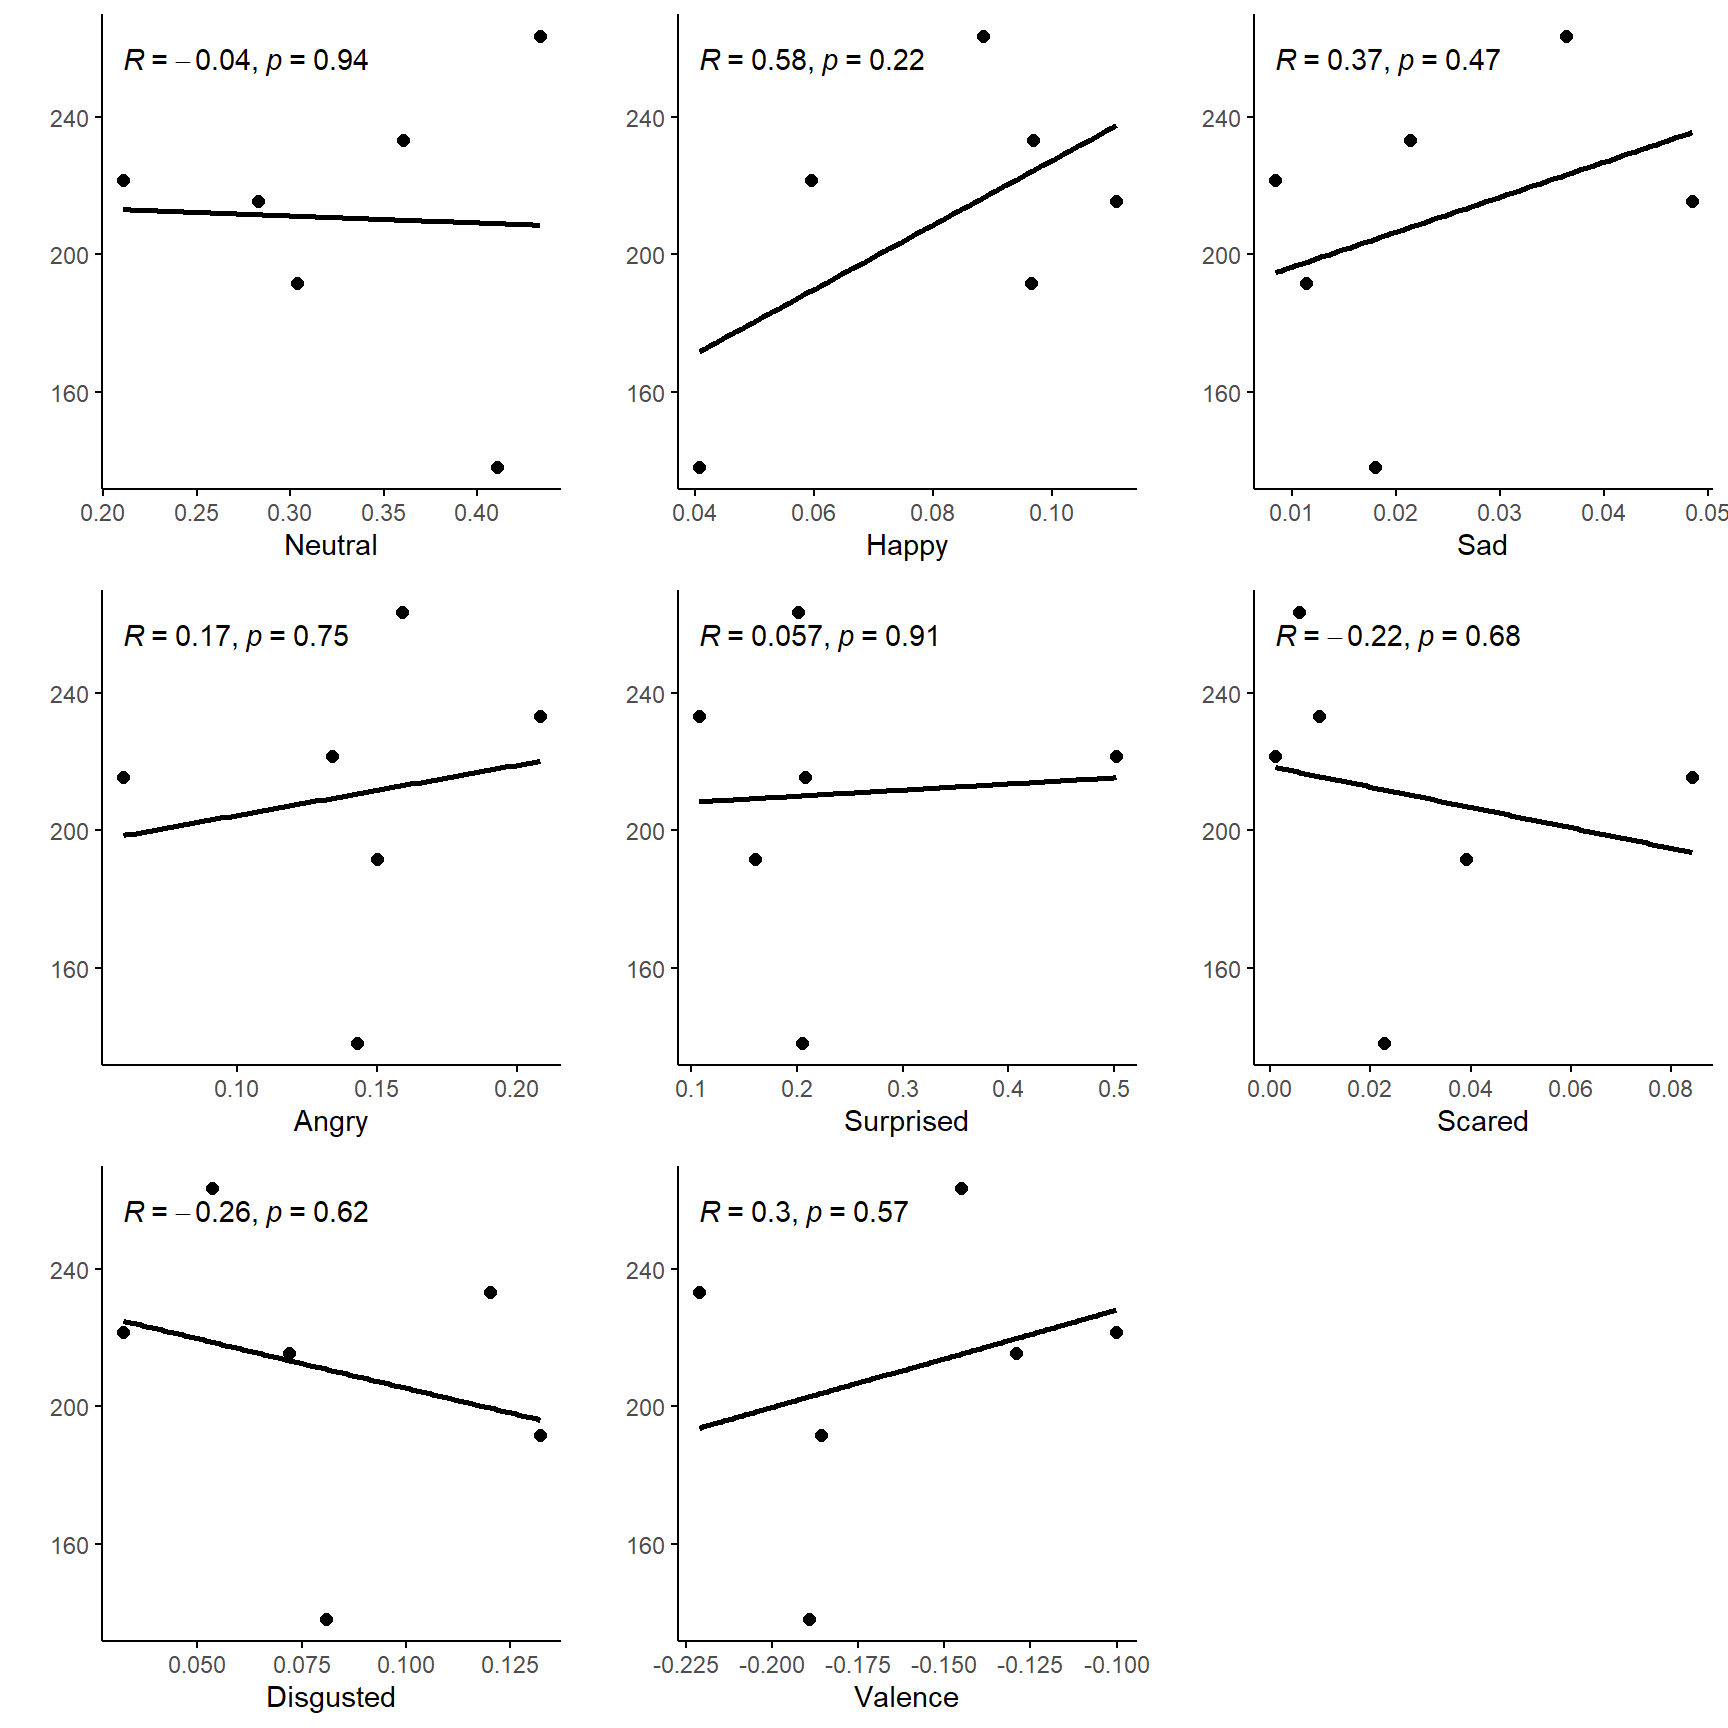 R = −0.04, p = 0.94
240
200
160
0.20 0.25 0.30 0.35 0.40
Neutral
R = 0.58, p = 0.22
240
200
160
0.04 0.06 0.08 0.10
Happy
R = 0.37, p = 0.47
240
200
160
0.01 0.02 0.03 0.04 0.05
Sad
R = 0.17, p = 0.75
240
200
160
0.10 0.15 0.20
Angry
R = 0.057, p = 0.91
240
200
160
0.1 0.2 0.3 0.4 0.5
Surprised
R = −0.22, p = 0.68
240
200
160
0.00 0.02 0.04 0.06 0.08
Scared
R = −0.26, p = 0.62
240
200
160
0.050 0.075 0.100 0.125
Disgusted
R = 0.3, p = 0.57
240
200
160
-0.225 -0.200 -0.175 -0.150 -0.125 -0.100
Valence